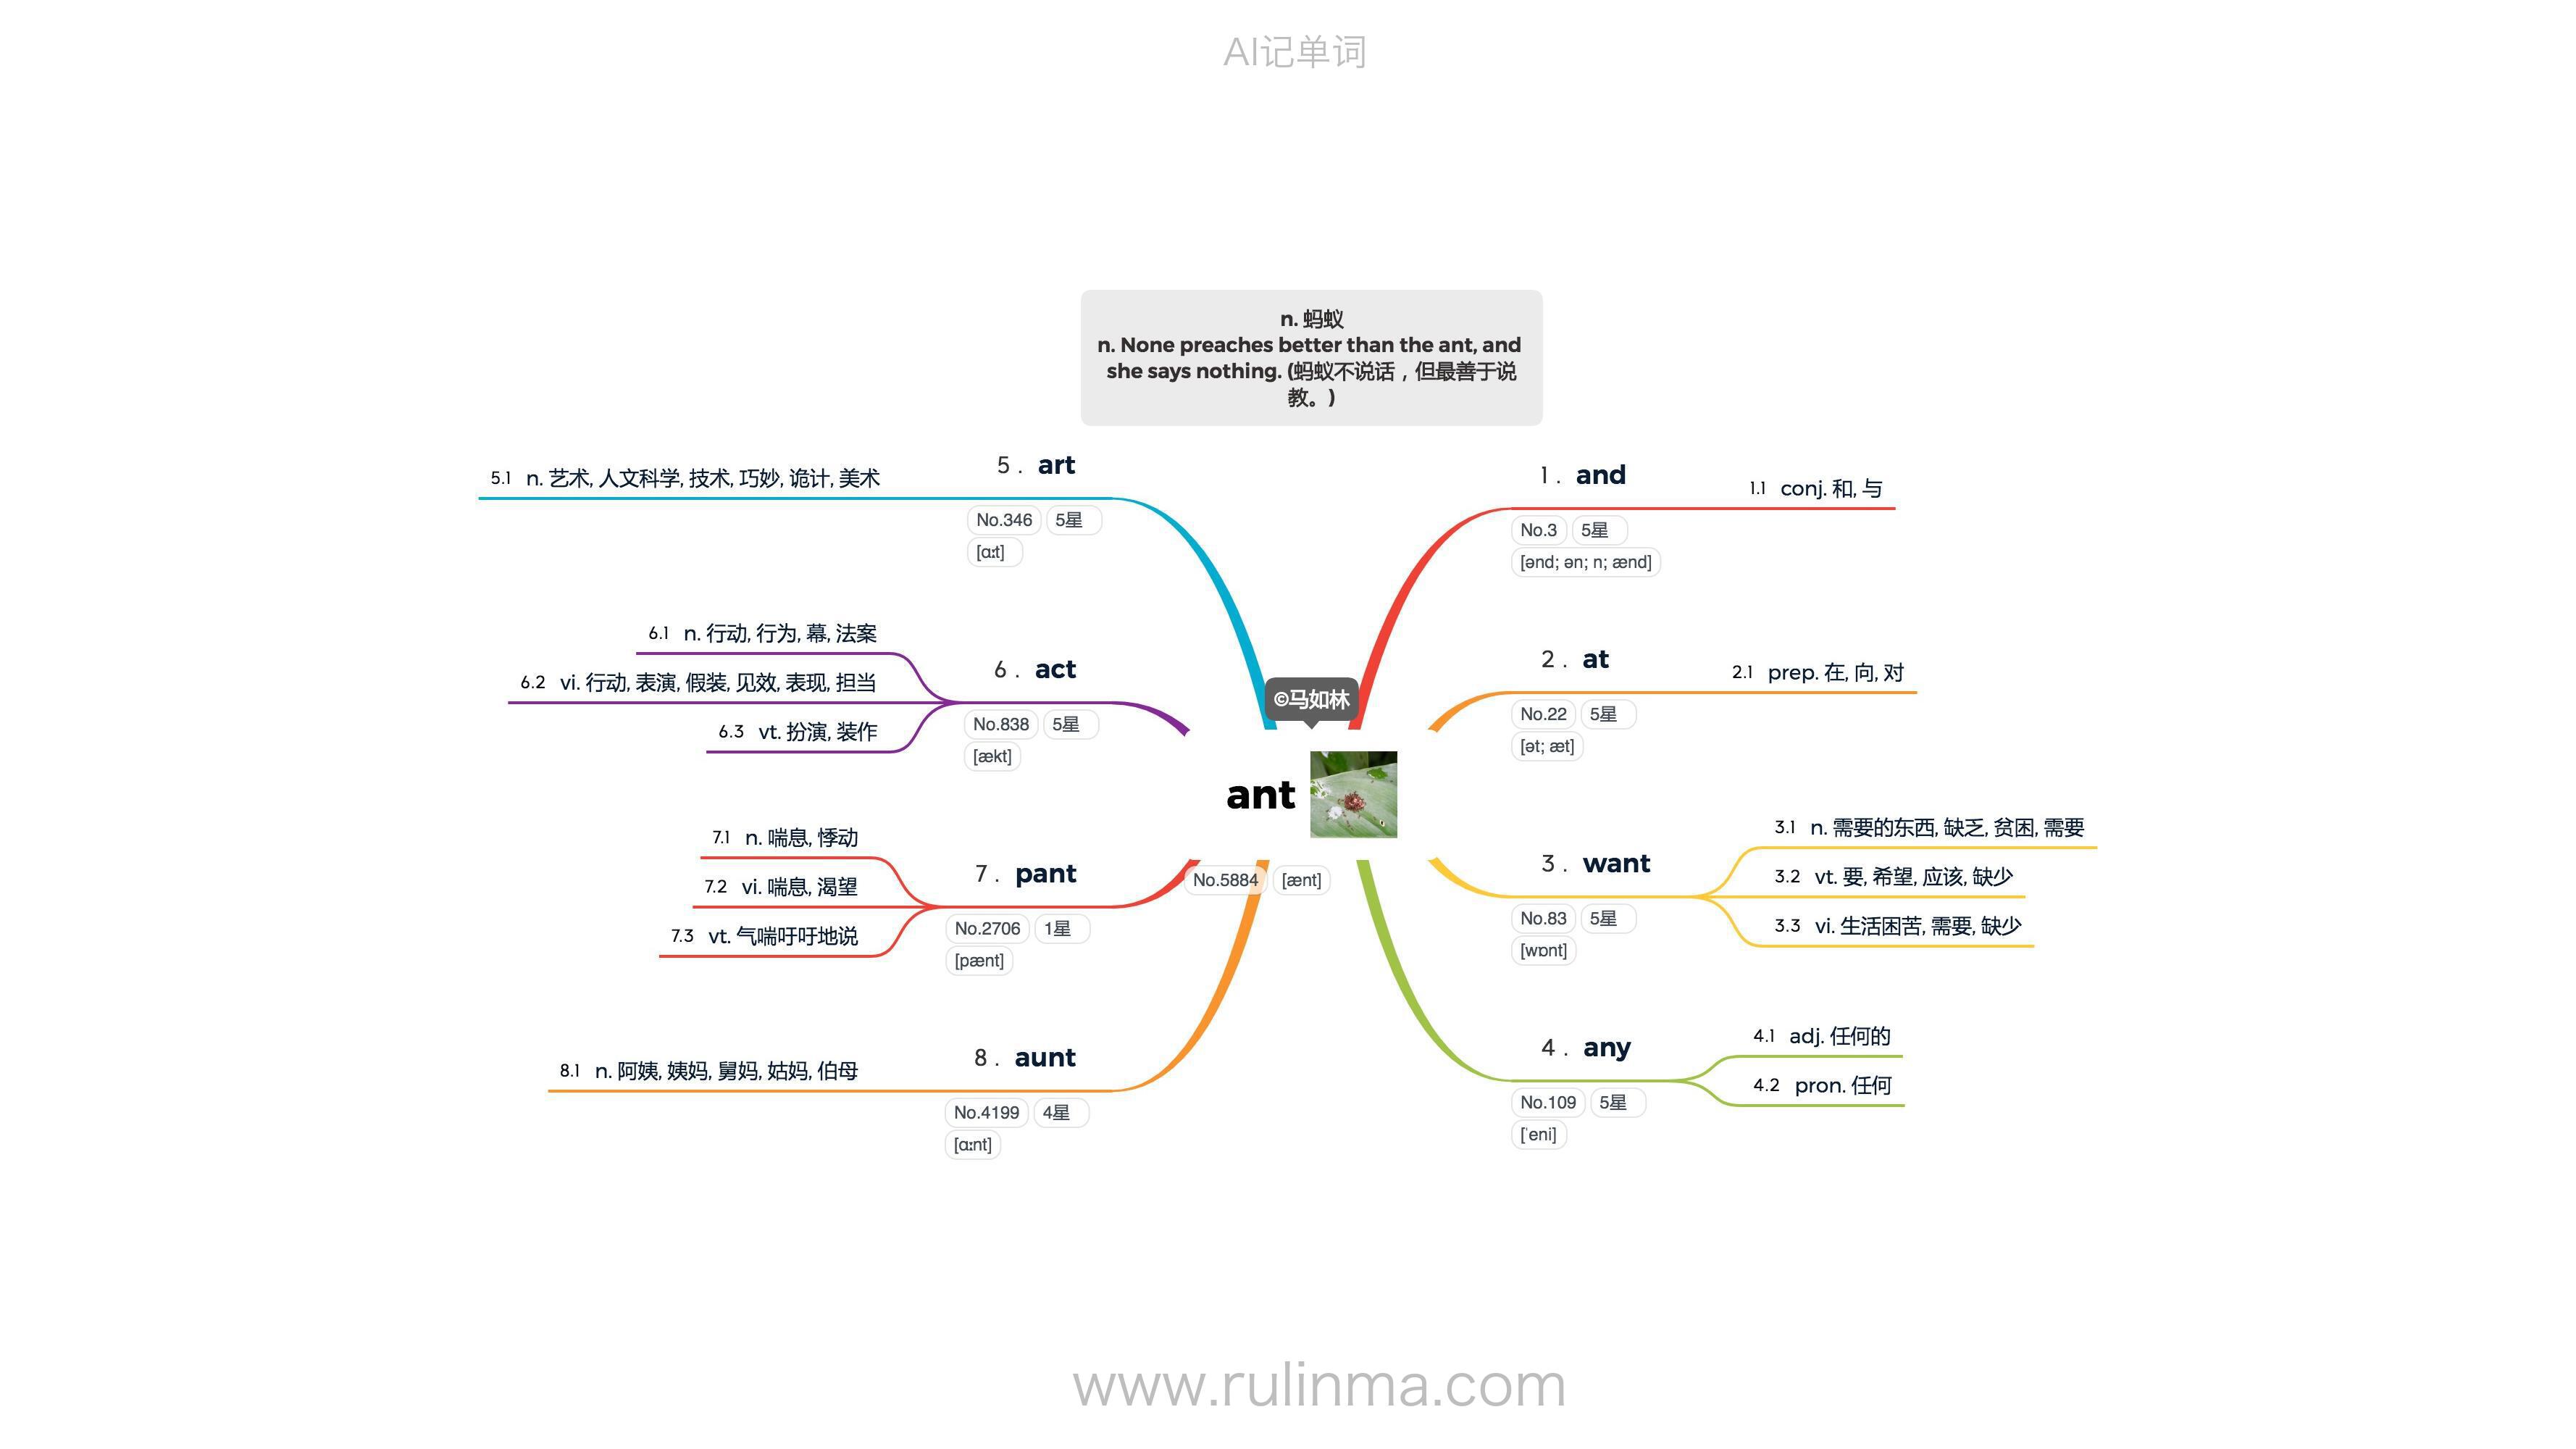 AI记单词
n. 蚂蚁
n. None preaches better than the ant, and
she says nothing. (蚂蚁不说话，但最善于说
教。)
©马如林
ant
No.5884 [ænt]
1. and
No.3 5星
[ənd; ən; n; ænd]
1.1 conj. 和, 与
2. at
No.22 5星
[ət; æt]
2.1 prep. 在, 向, 对
3. want
No.83 5星
[wɒnt]
3.1 n. 需要的东西, 缺乏, 贫困, 需要
3.2 vt. 要, 希望, 应该, 缺少
3.3 vi. 生活困苦, 需要, 缺少
4. any
No.109 5星
[ˈeni]
4.1 adj. 任何的
4.2 pron. 任何
5. art
No.346 5星
[ɑːt]
5.1 n. 艺术, 人文科学, 技术, 巧妙, 诡计, 美术
6. act
No.838 5星
[ækt]
6.1 n. 行动, 行为, 幕, 法案
6.2 vi. 行动, 表演, 假装, 见效, 表现, 担当
6.3 vt. 扮演, 装作
7. pant
No.2706 1星
[pænt]
7.1 n. 喘息, 悸动
7.2 vi. 喘息, 渴望
7.3 vt. 气喘吁吁地说
8. aunt
No.4199 4星
[ɑːnt]
8.1 n. 阿姨, 姨妈, 舅妈, 姑妈, 伯母
www.rulinma.com